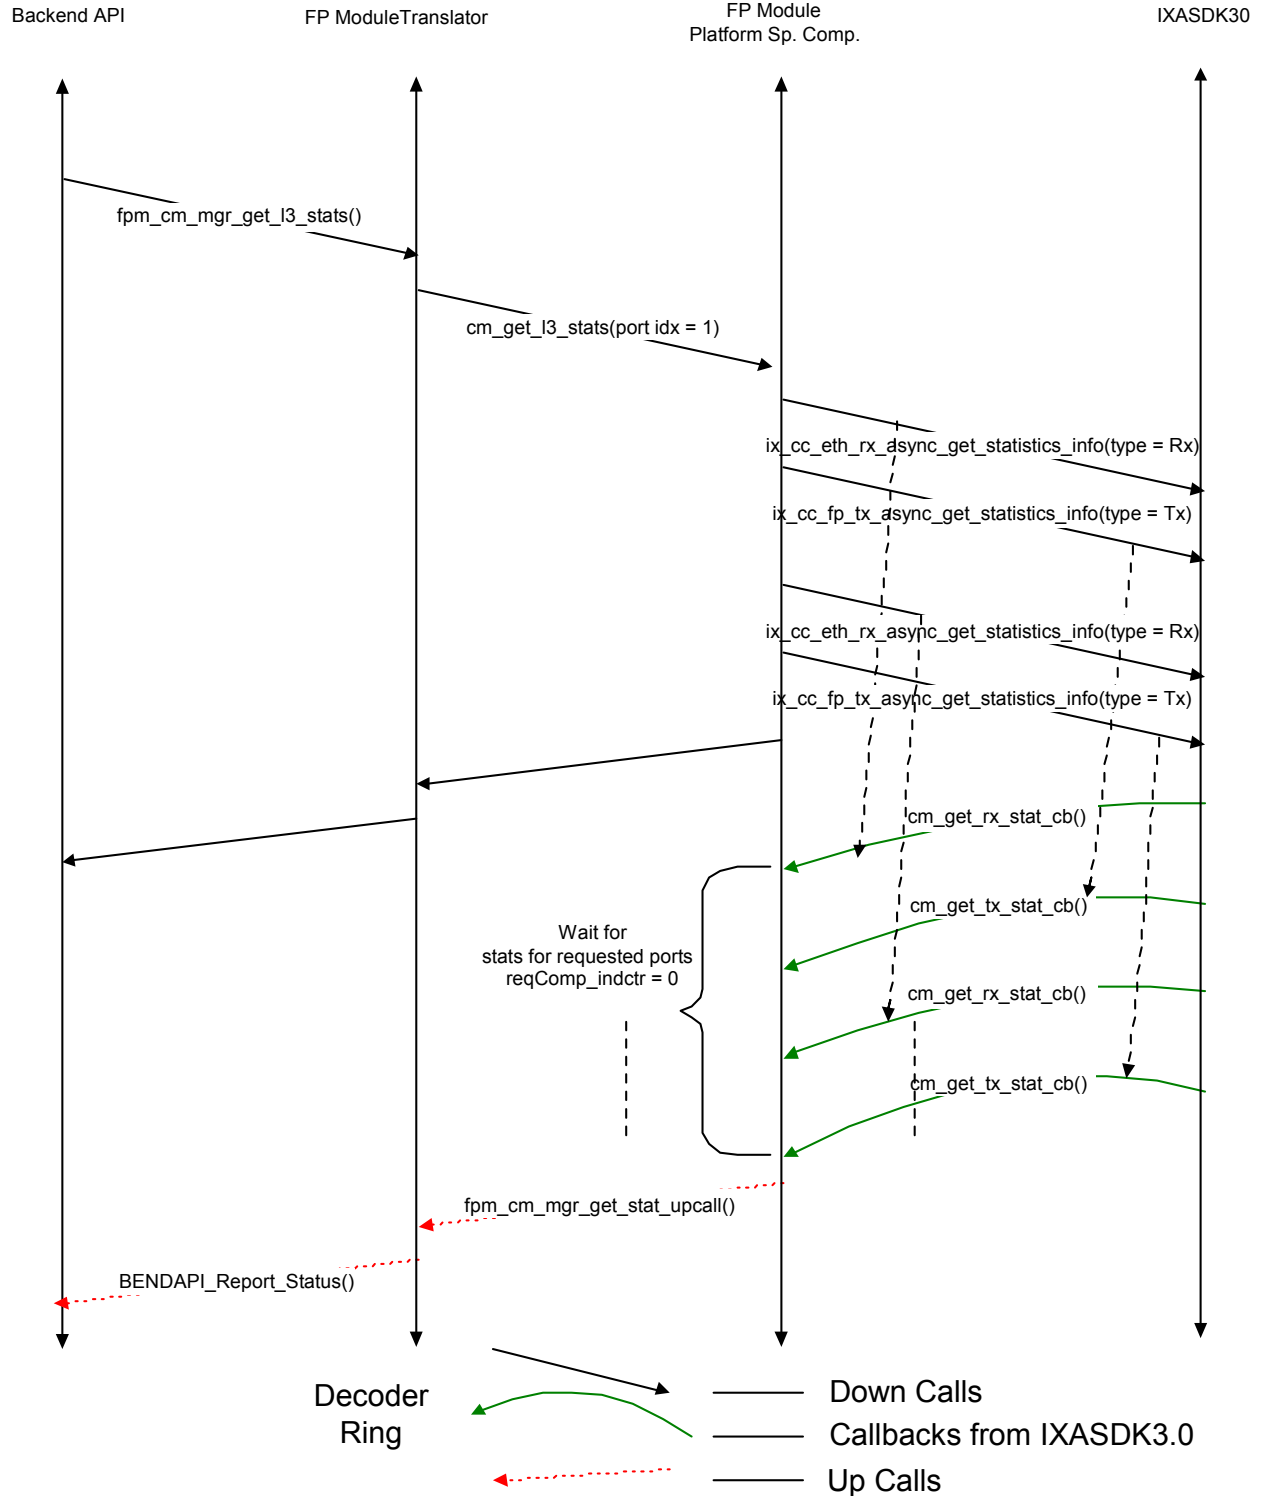 Backend API
FP ModuleTranslator
FP Module
Platform Sp. Comp.
IXASDK30
fpm_cm_mgr_get_l3_stats()
cm_get_l3_stats(port idx = 1)
ix_cc_eth_rx_async_get_statistics_info(type = Rx)
ix_cc_fp_tx_async_get_statistics_info(type = Tx)
ix_cc_eth_rx_async_get_statistics_info(type = Rx)
ix_cc_fp_tx_async_get_statistics_info(type = Tx)
cm_get_rx_stat_cb()
cm_get_tx_stat_cb()
Wait for
stats for requested ports
reqComp_indctr = 0
cm_get_rx_stat_cb()
cm_get_tx_stat_cb()
fpm_cm_mgr_get_stat_upcall()
BENDAPI_Report_Status()
Decoder
Ring
Down Calls
Callbacks from IXASDK3.0
Up Calls